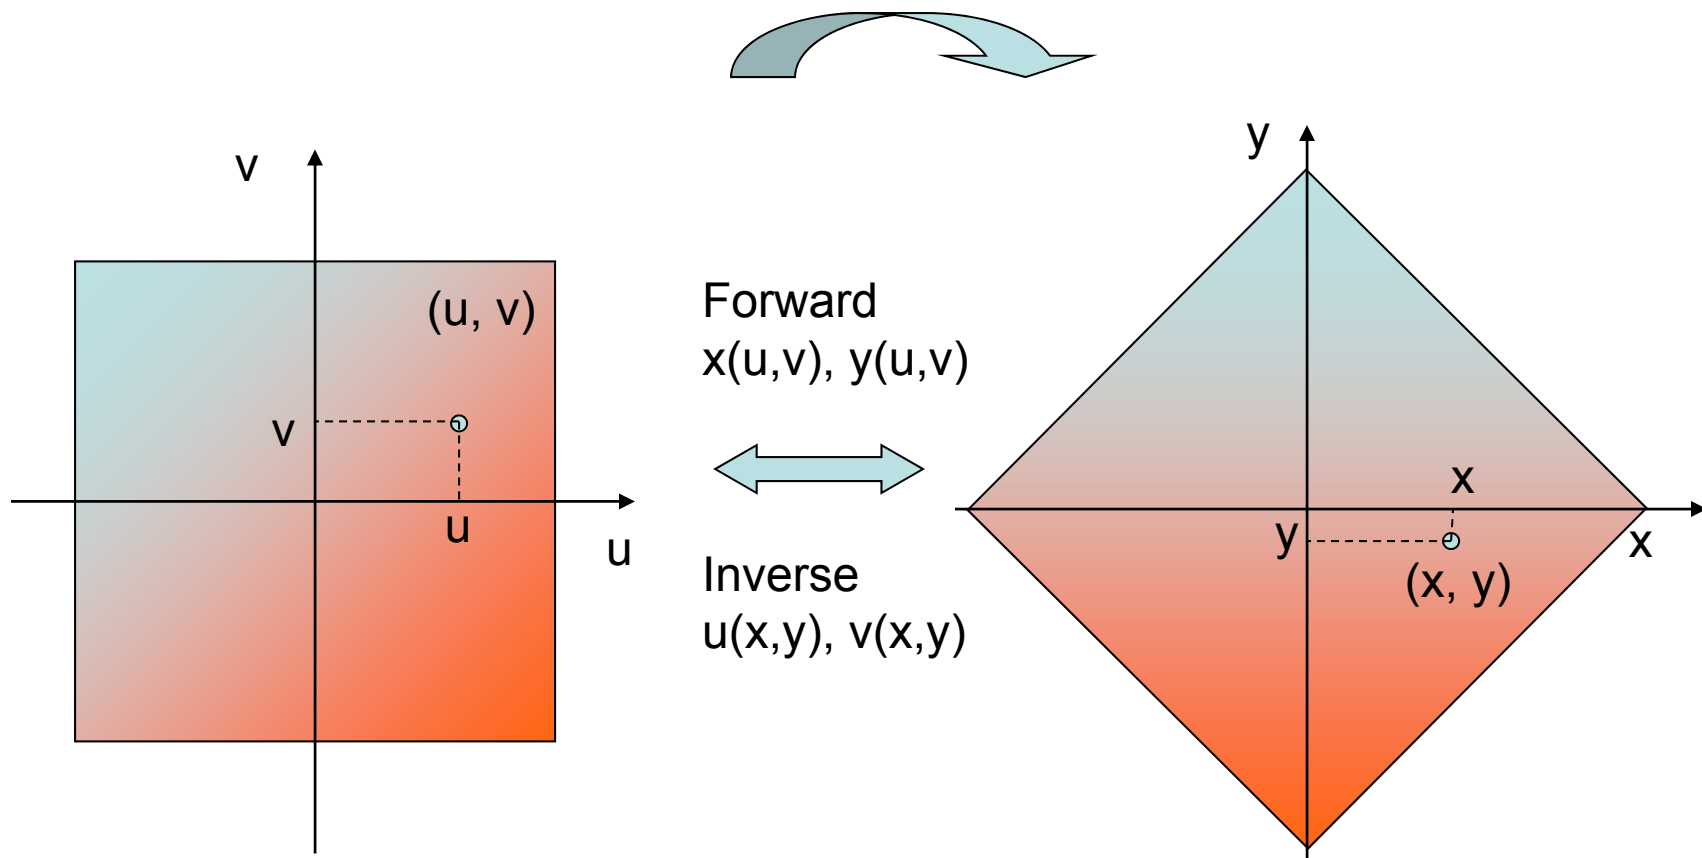 v
(u, v)
v
u
u
Forward
x(u,v), y(u,v)
Inverse
u(x,y), v(x,y)
y
x
y
x
(x, y)